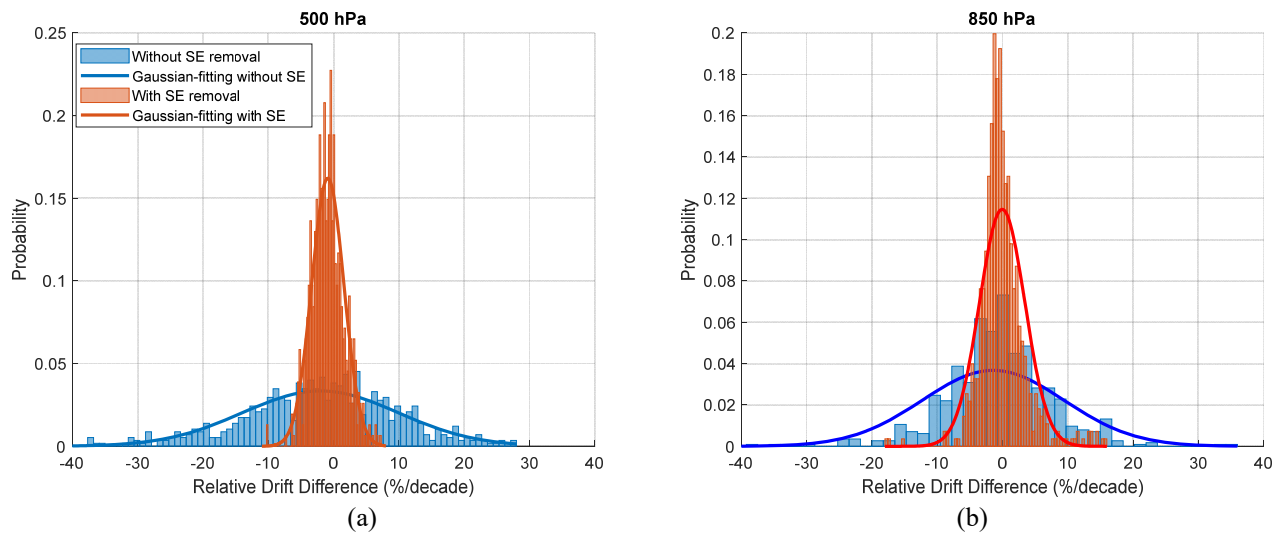 500 hPa
0.25
0.2
0.15
0.1
0.05
0
Without SE removal
Gaussian-fitting without SE
With SE removal
Gaussian-fitting with SE
Probability
-40 -30 -20 -10 0 10 20 30 40
Relative Drift Difference (%/decade)
(a)
850 hPa
0.2
0.18
0.16
0.14
0.12
0.1
0.08
0.06
0.04
0.02
0
Probability
-40 -30 -20 -10 0 10 20 30 40
Relative Drift Difference (%/decade)
(b)